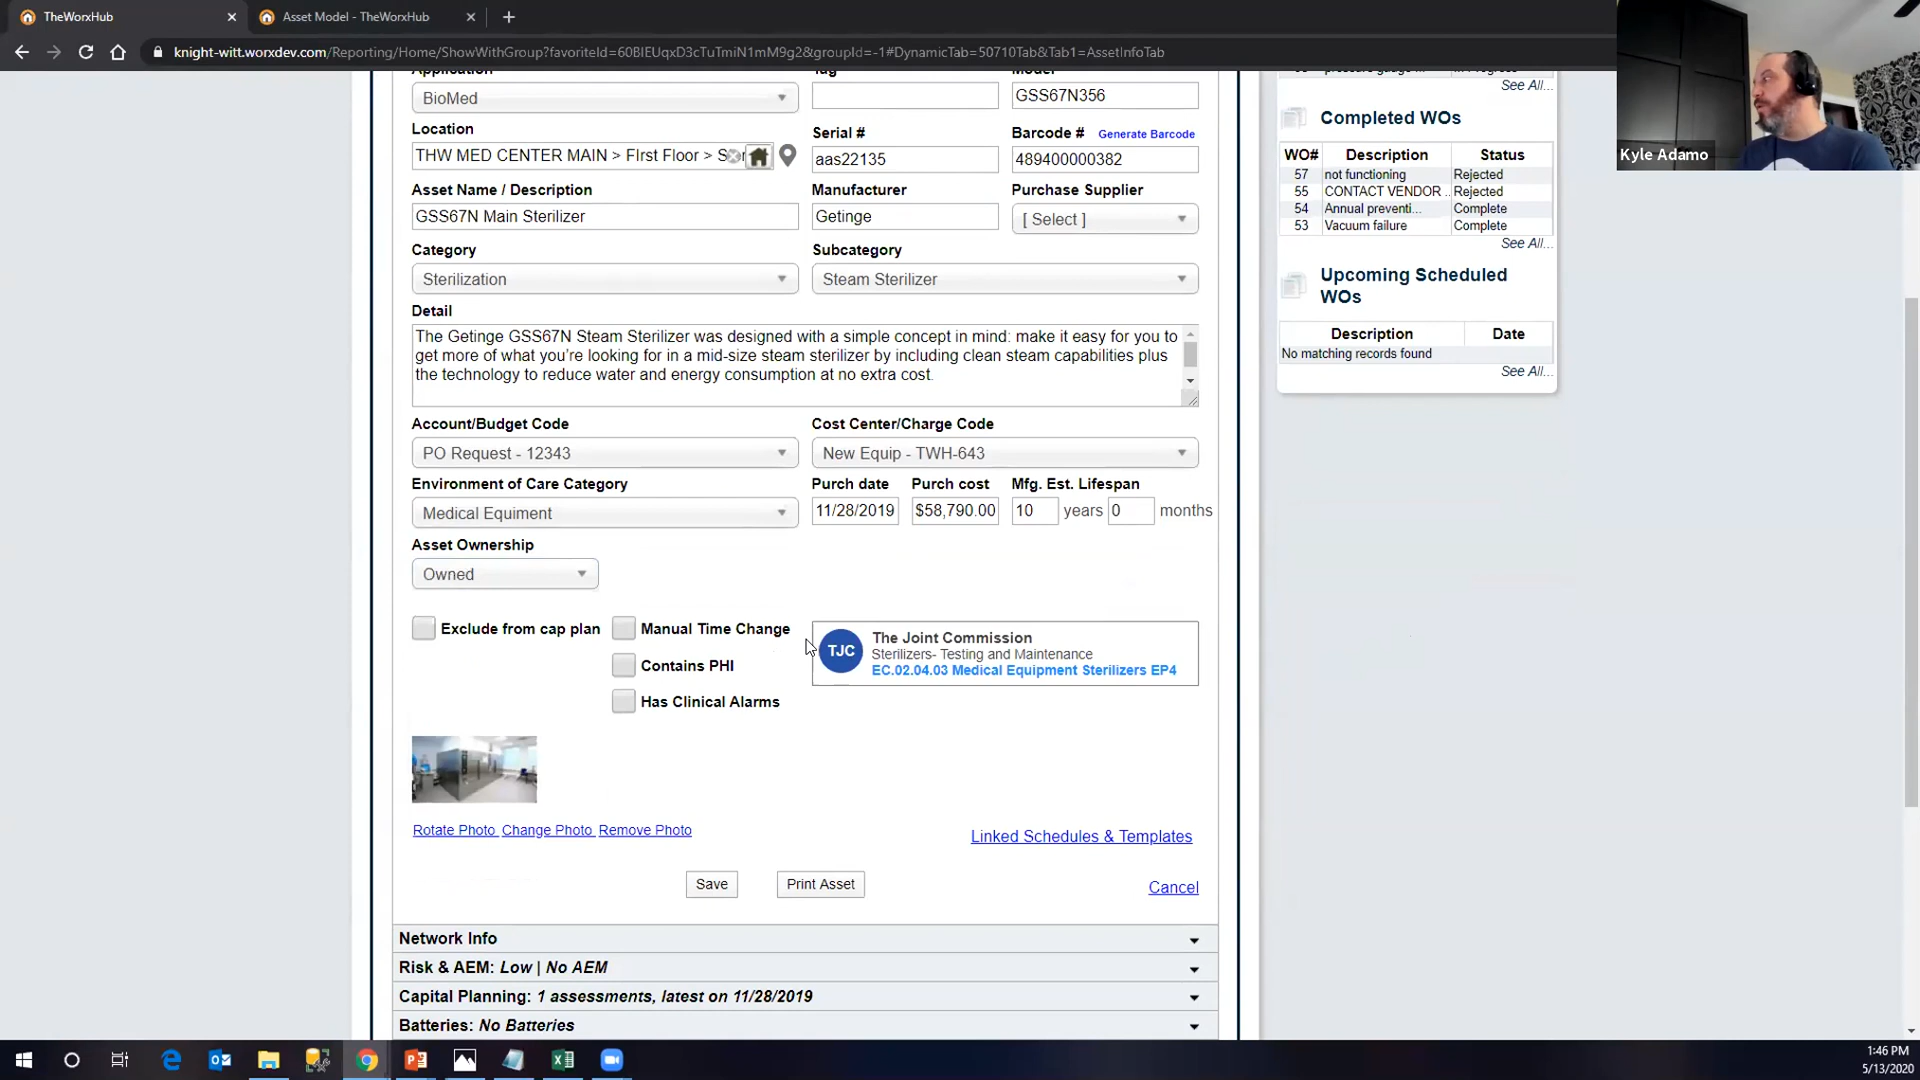 TheWorxHub
Asset Model - TheWorxHub
knight-witt.worxdev.com/Reporting/Home/ShowWithGroup?favoriteId=60BIEUqxD3cTuTmiN1mM9g2&groupId=-1#DynamicTab=50710Tab&Tab1=AssetInfoTab
Kyle Adamo
Application
Tag
Model
BioMed
GSS67N356
Location
Serial #
Barcode # Generate Barcode
THW MED CENTER MAIN > FIrst Floor >
aas22135
489400000382
Asset Name / Description
Manufacturer
Purchase Supplier
GSS67N Main Sterilizer
Getinge
[ Select ]
Category
Subcategory
Sterilization
Steam Sterilizer
Detail
The Getinge GSS67N Steam Sterilizer was designed with a simple concept in mind: make it easy for you to
get more of what you’re looking for in a mid-size steam sterilizer by including clean steam capabilities plus
the technology to reduce water and energy consumption at no extra cost.
Account/Budget Code
Cost Center/Charge Code
PO Request - 12343
New Equip - TWH-643
Environment of Care Category
Purch date
Purch cost
Mfg. Est. Lifespan
Medical Equiment
11/28/2019
$58,790.00
10 years 0 months
Asset Ownership
Owned
Exclude from cap plan
Manual Time Change
Contains PHI
Has Clinical Alarms
TJC
The Joint Commission
Sterilizers- Testing and Maintenance
EC.02.04.03 Medical Equipment Sterilizers EP4
Rotate Photo Change Photo Remove Photo
Linked Schedules & Templates
Save
Print Asset
Cancel
Network Info
Risk & AEM: Low | No AEM
Capital Planning: 1 assessments, latest on 11/28/2019
Batteries: No Batteries
See All...
Completed WOs
WO# Description Status
57 not functioning Rejected
55 CONTACT VENDOR .. Rejected
54 Annual preventi... Complete
53 Vacuum failure Complete
See All...
Upcoming Scheduled
WOs
Description Date
No matching records found
See All...
1:46 PM
5/13/2020